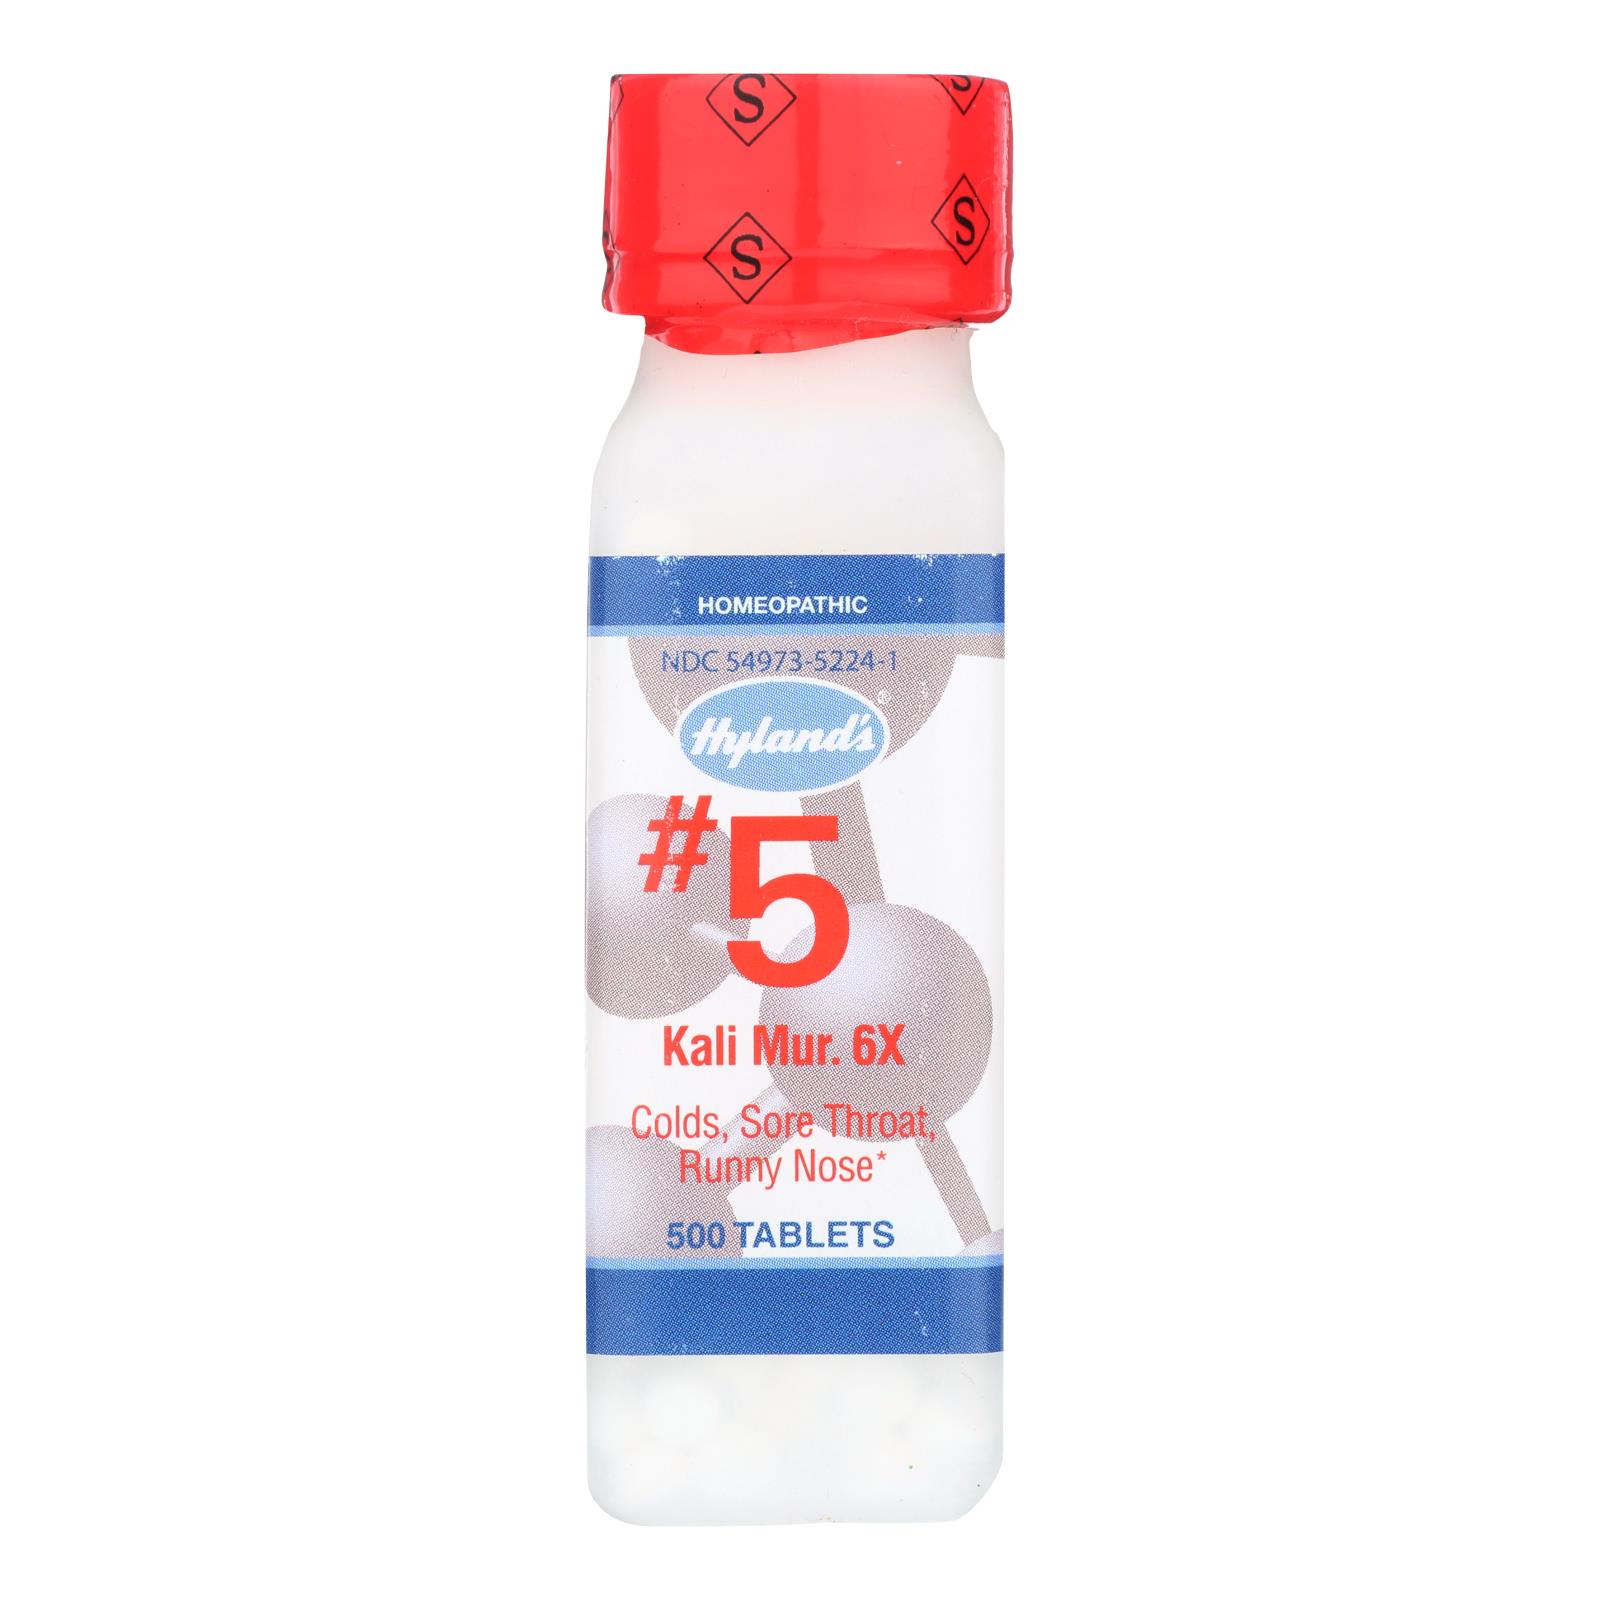 S
S
S
S
HOMEOPATHIC
NDC 54973-5224-1
Hyland's®
#5
Kali Mur. 6X
Colds, Sore Throat,
Runny Nose*
500 TABLETS